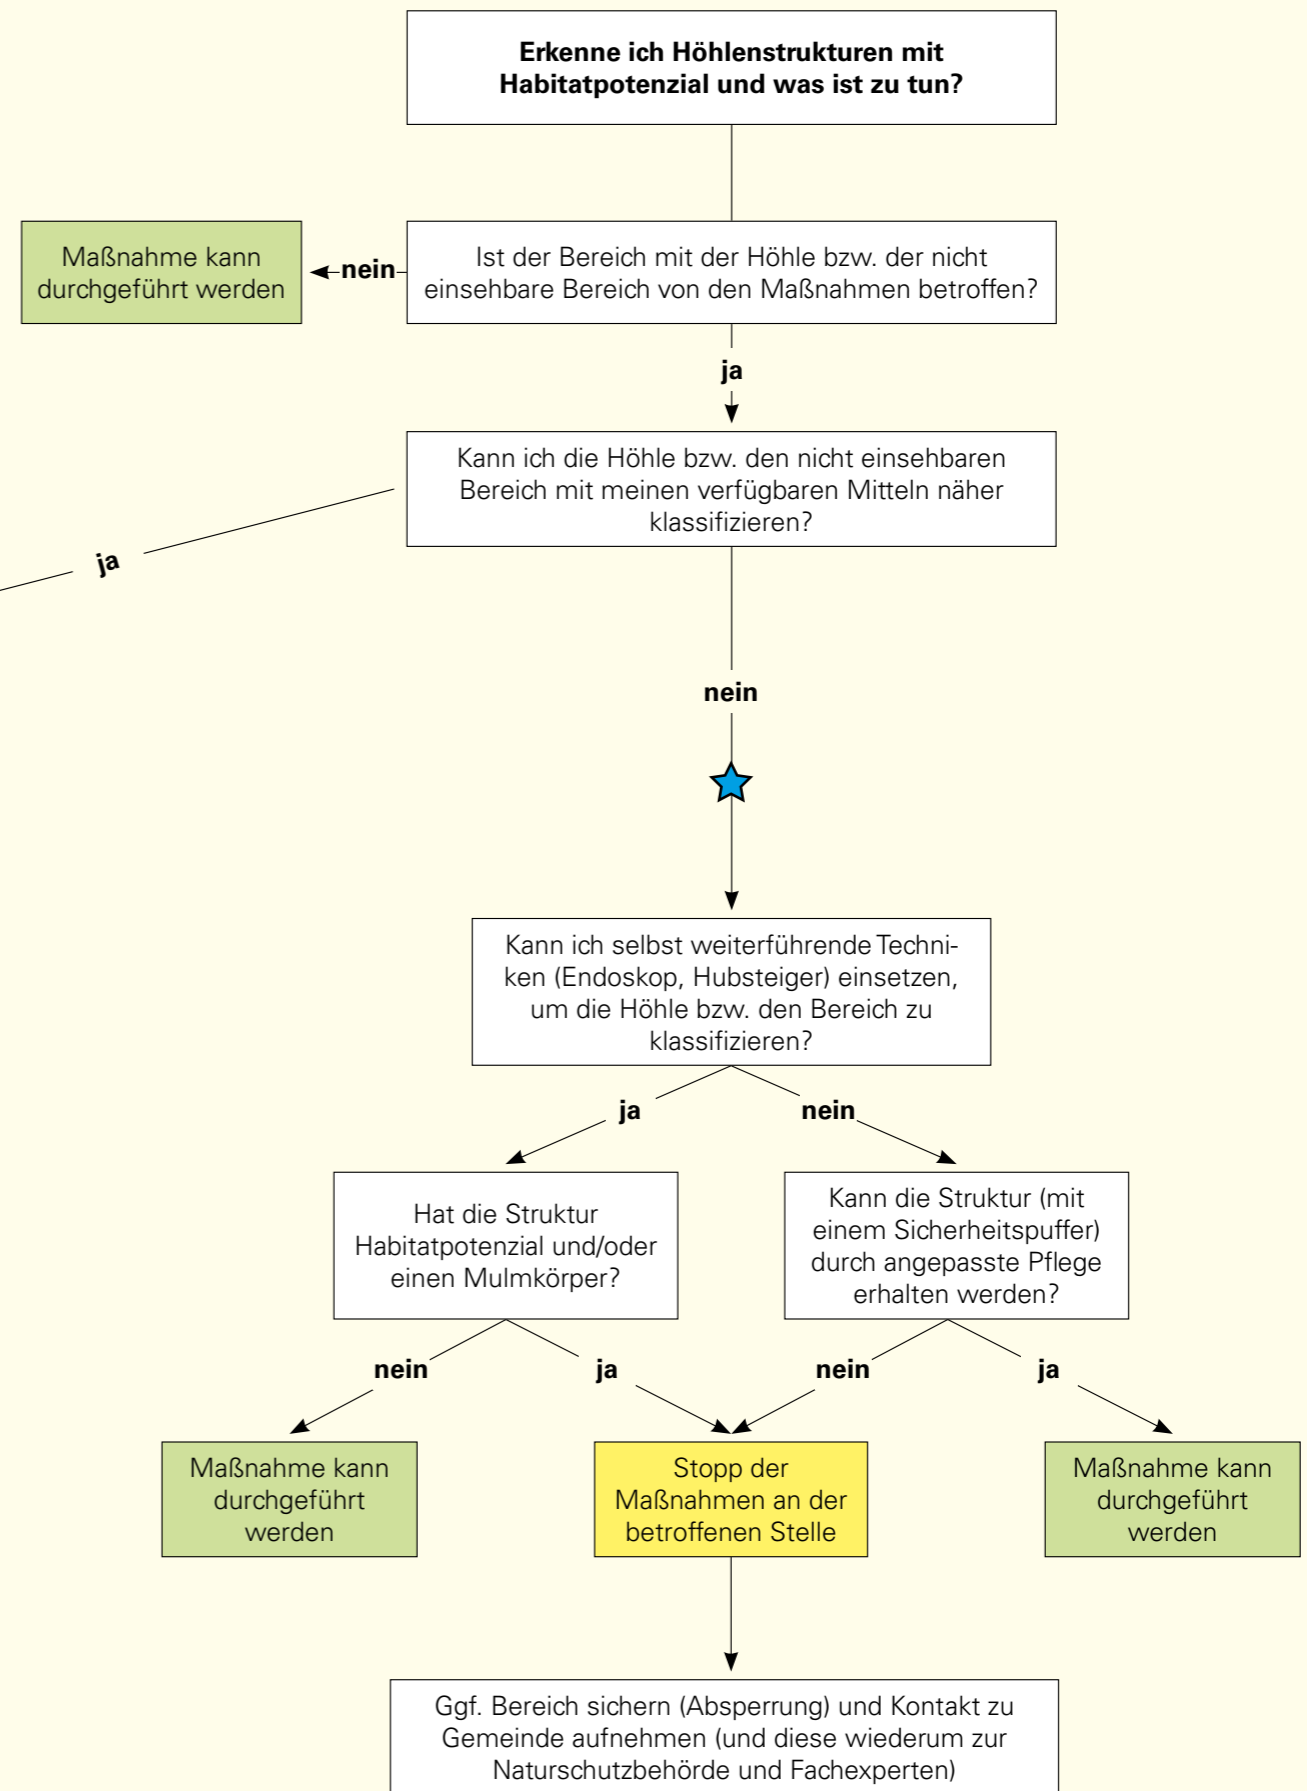 Erkenne ich Höhlenstrukturen mit
Habitatpotenzial und was ist zu tun?
Maßnahme kann
durchgeführt werden
nein
Ist der Bereich mit der Höhle bzw. der nicht
einsehbare Bereich von den Maßnahmen betroffen?
ja
Kann ich die Höhle bzw. den nicht einsehbaren
Bereich mit meinen verfügbaren Mitteln näher
klassifizieren?
ja
nein
Kann ich selbst weiterführende Techni-
ken (Endoskop, Hubsteiger) einsetzen,
um die Höhle bzw. den Bereich zu
klassifizieren?
ja
nein
Hat die Struktur
Habitatpotenzial und/oder
einen Mulmkörper?
Kann die Struktur (mit
einem Sicherheitspuffer)
durch angepasste Pflege
erhalten werden?
nein
ja
nein
ja
Maßnahme kann
durchgeführt
werden
Stopp der
Maßnahmen an der
betroffenen Stelle
Maßnahme kann
durchgeführt
werden
Ggf. Bereich sichern (Absperrung) und Kontakt zu
Gemeinde aufnehmen (und diese wiederum zur
Naturschutzbehörde und Fachexperten)